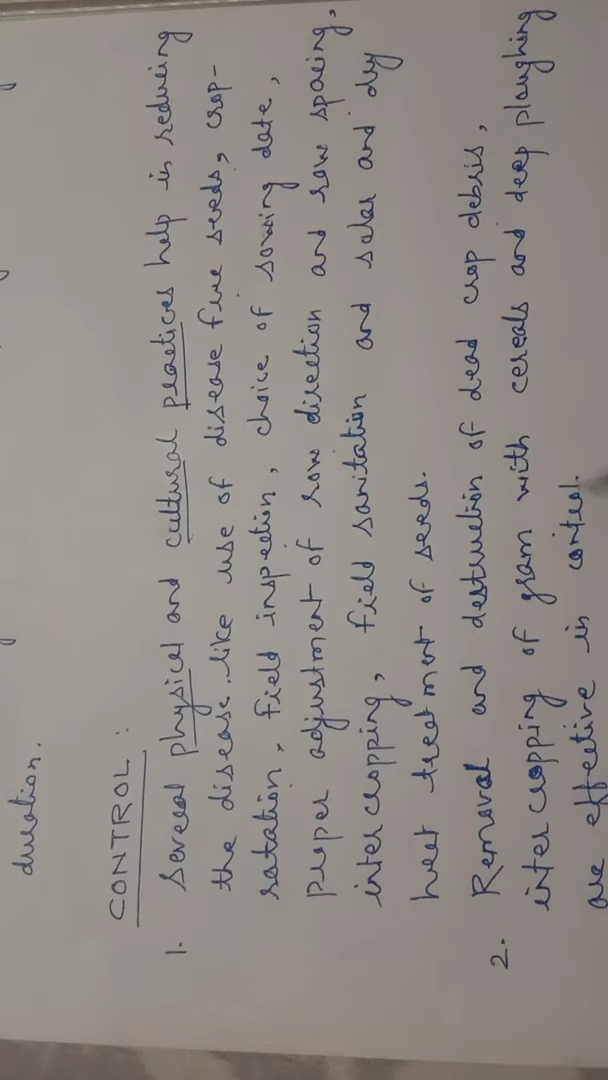 duration.
CONTROL:
1. Several physical and cultural practices help in reducing
the disease. like use of disease free seeds, crop-
rotation, field inspection, choice of sowing date,
proper adjustment of row direction and row spacing,
inter cropping, field sanitation and solar and dry
heat treatment of seeds.
2. Removal and destruction of dead crop debris,
inter cropping of gram with cereals and deep ploughing
are effective in control.